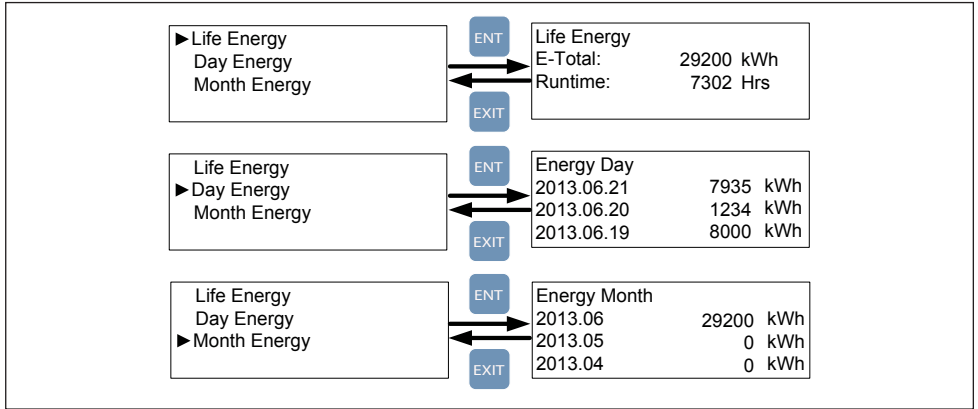 ►Life Energy
Day Energy
Month Energy
ENT
EXIT
Life Energy
E-Total: 29200 kWh
Runtime: 7302 Hrs
Life Energy
►Day Energy
Month Energy
ENT
EXIT
Energy Day
2013.06.21 7935 kWh
2013.06.20 1234 kWh
2013.06.19 8000 kWh
Life Energy
Day Energy
►Month Energy
ENT
EXIT
Energy Month
2013.06 29200 kWh
2013.05 0 kWh
2013.04 0 kWh